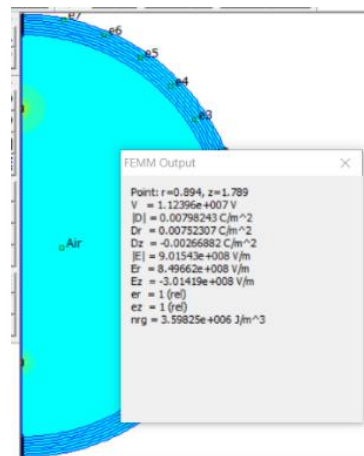 e7
e6
e5
e4
e3
FEMM Output
Point: r=0.894, z=1.789
V = 1.12396e+007 V
|D| = 0.00798243 C/m^2
Dr = 0.00752307 C/m^2
Dz = -0.00266882 C/m^2
|E| = 9.01543e+008 V/m
Er = 8.49662e+008 V/m
Ez = -3.01419e+008 V/m
er = 1 (rel)
ez = 1 (rel)
nrg = 3.59825e+006 J/m^3
Air